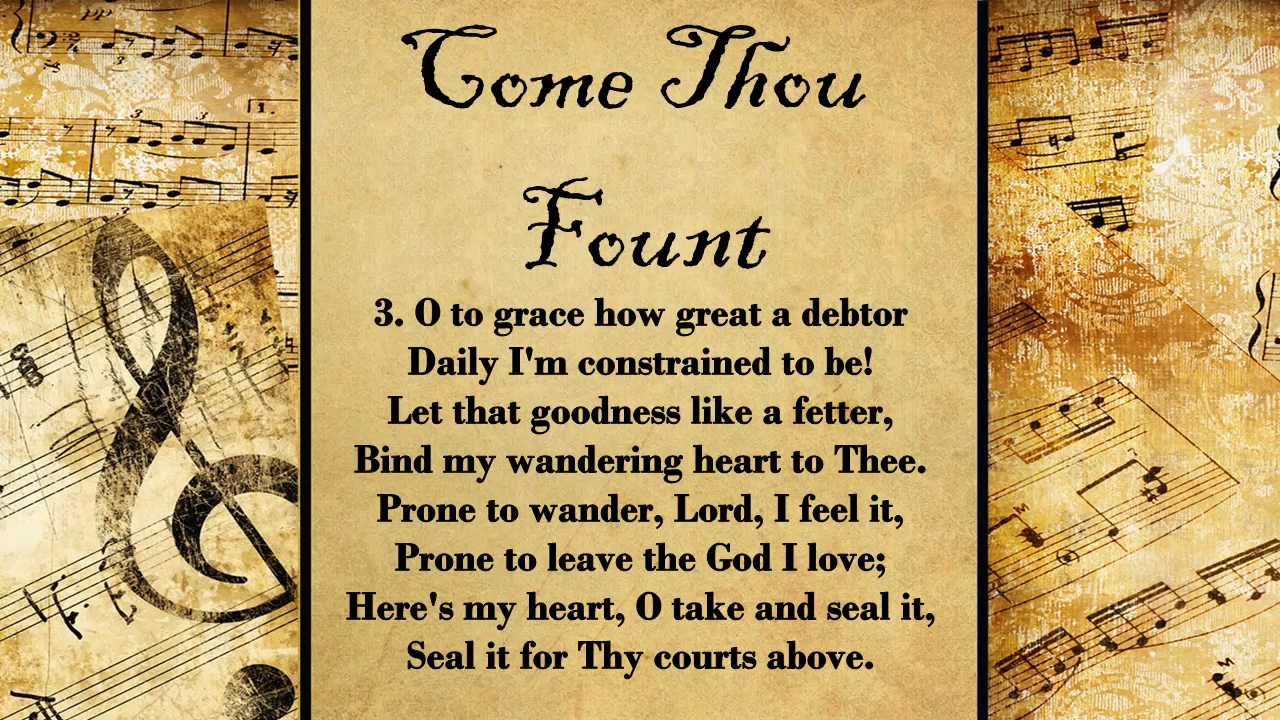 Come Thou
Fount
3. O to grace how great a debtor
Daily I'm constrained to be!
Let that goodness like a fetter,
Bind my wandering heart to Thee.
Prone to wander, Lord, I feel it,
Prone to leave the God I love;
Here's my heart, O take and seal it,
Seal it for Thy courts above.